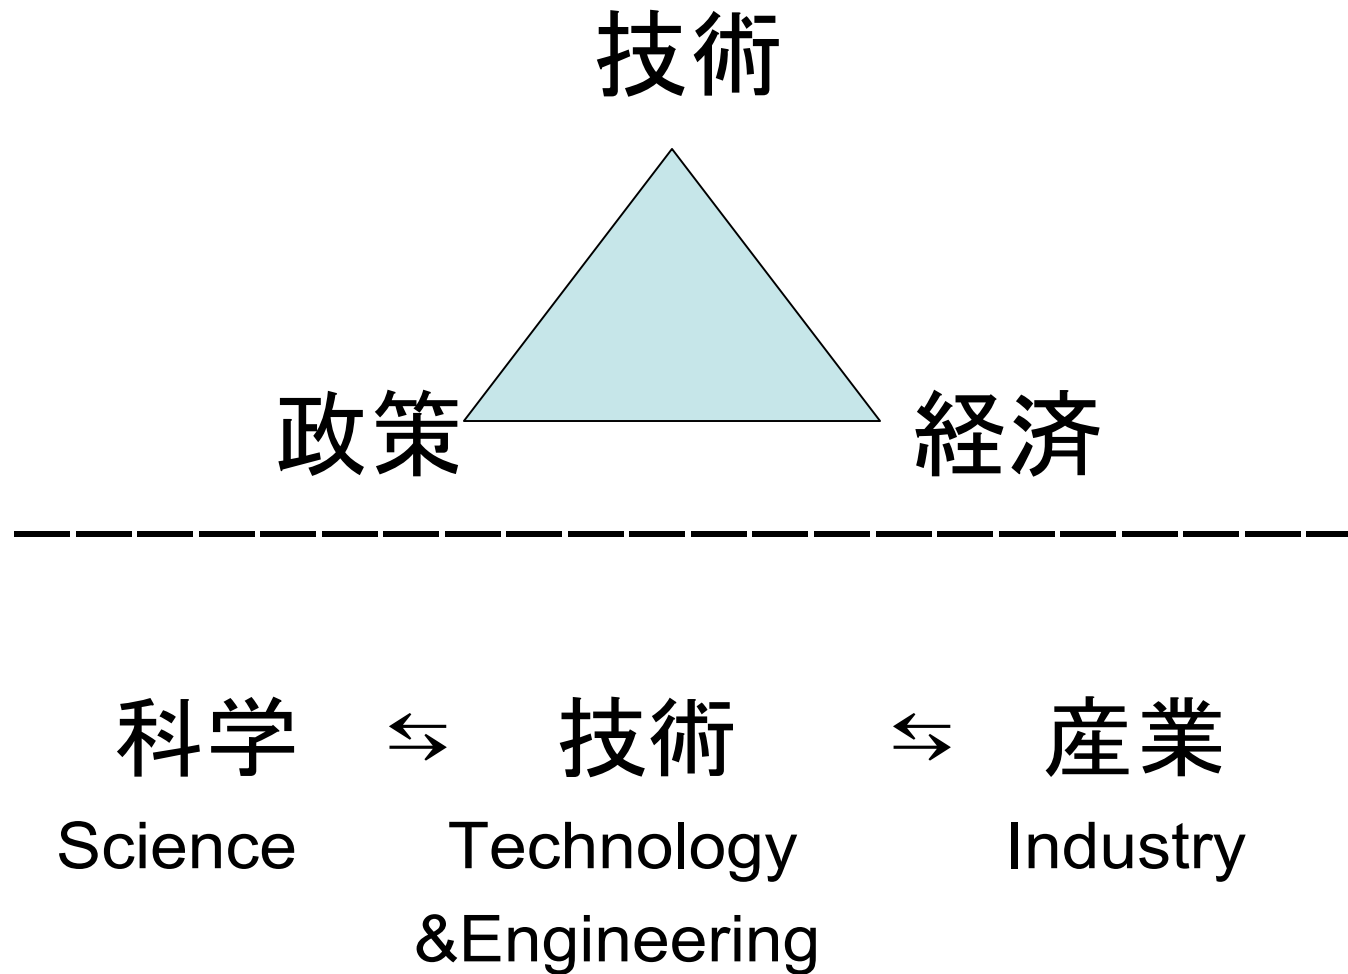 技術
政策 経済
科学 ⇆ 技術 ⇆ 産業
Science Technology Industry
&Engineering